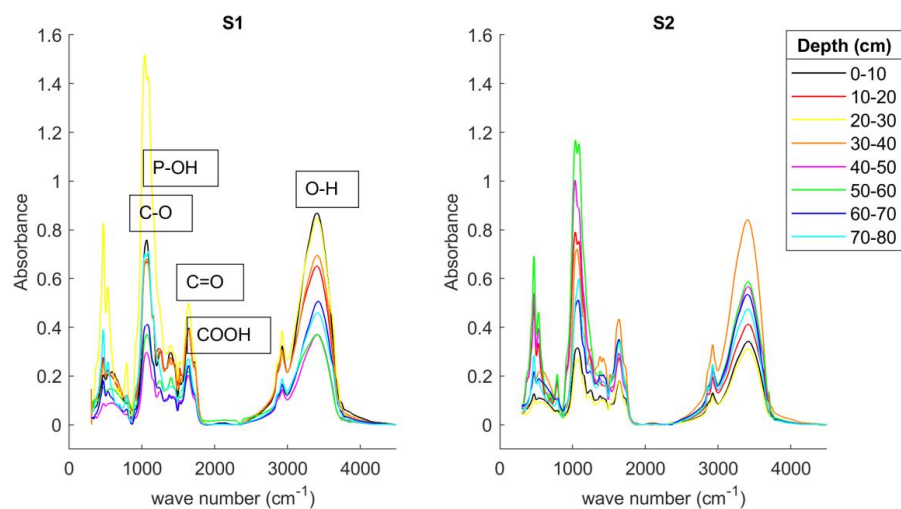 S1
1.6
1.4
1.2
1
0.8
0.6
0.4
0.2
0
Absorbance
P-OH
C-O
C=O
COOH
O-H
0 1000 2000 3000 4000
wave number (cm⁻¹)
S2
1.6
1.4
1.2
1
0.8
0.6
0.4
0.2
0
Absorbance
0 1000 2000 3000 4000
wave number (cm⁻¹)
Depth (cm)
0-10
10-20
20-30
30-40
40-50
50-60
60-70
70-80